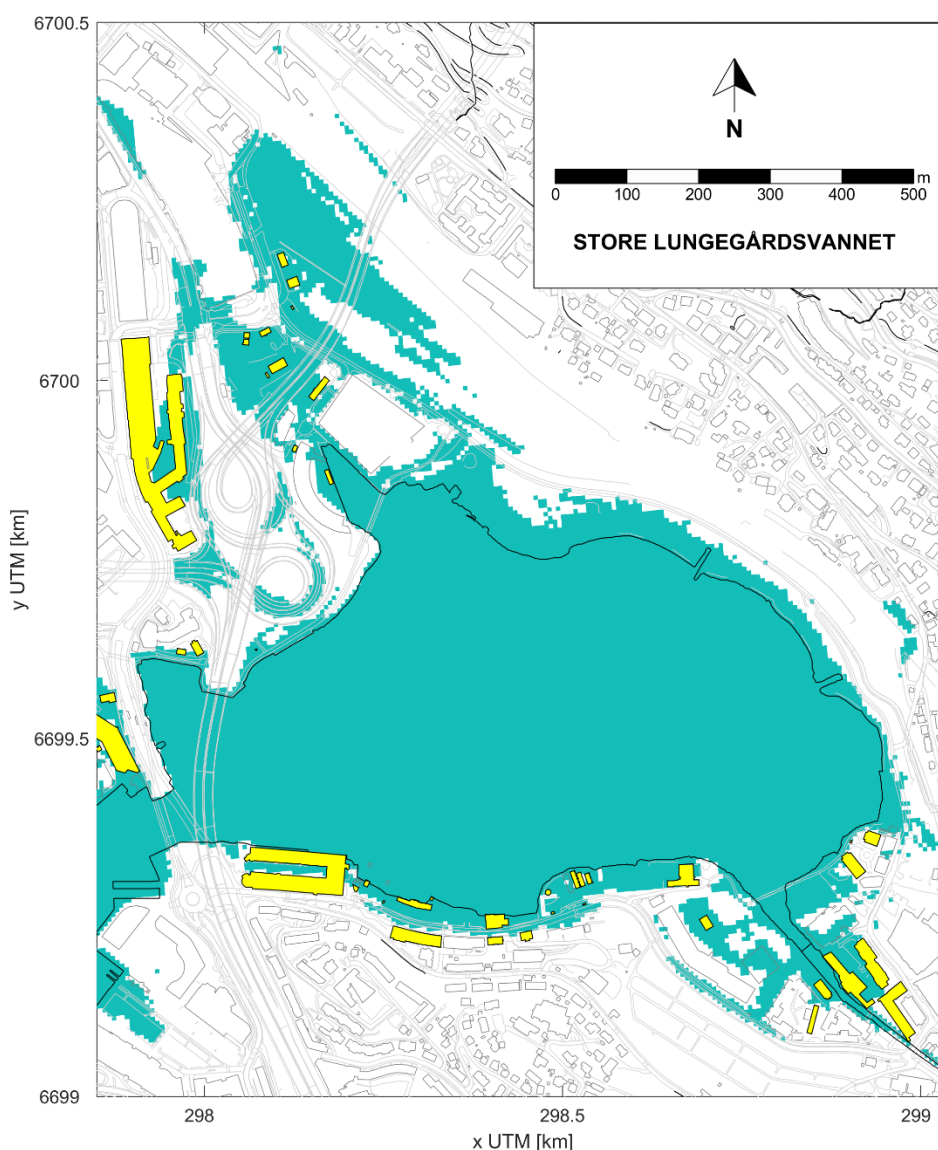 6700.5
N
0 100 200 300 400 500 m
STORE LUNGEGÅRDSVANNET
6700
y UTM [km]
6699.5
6699
298 298.5 299
x UTM [km]